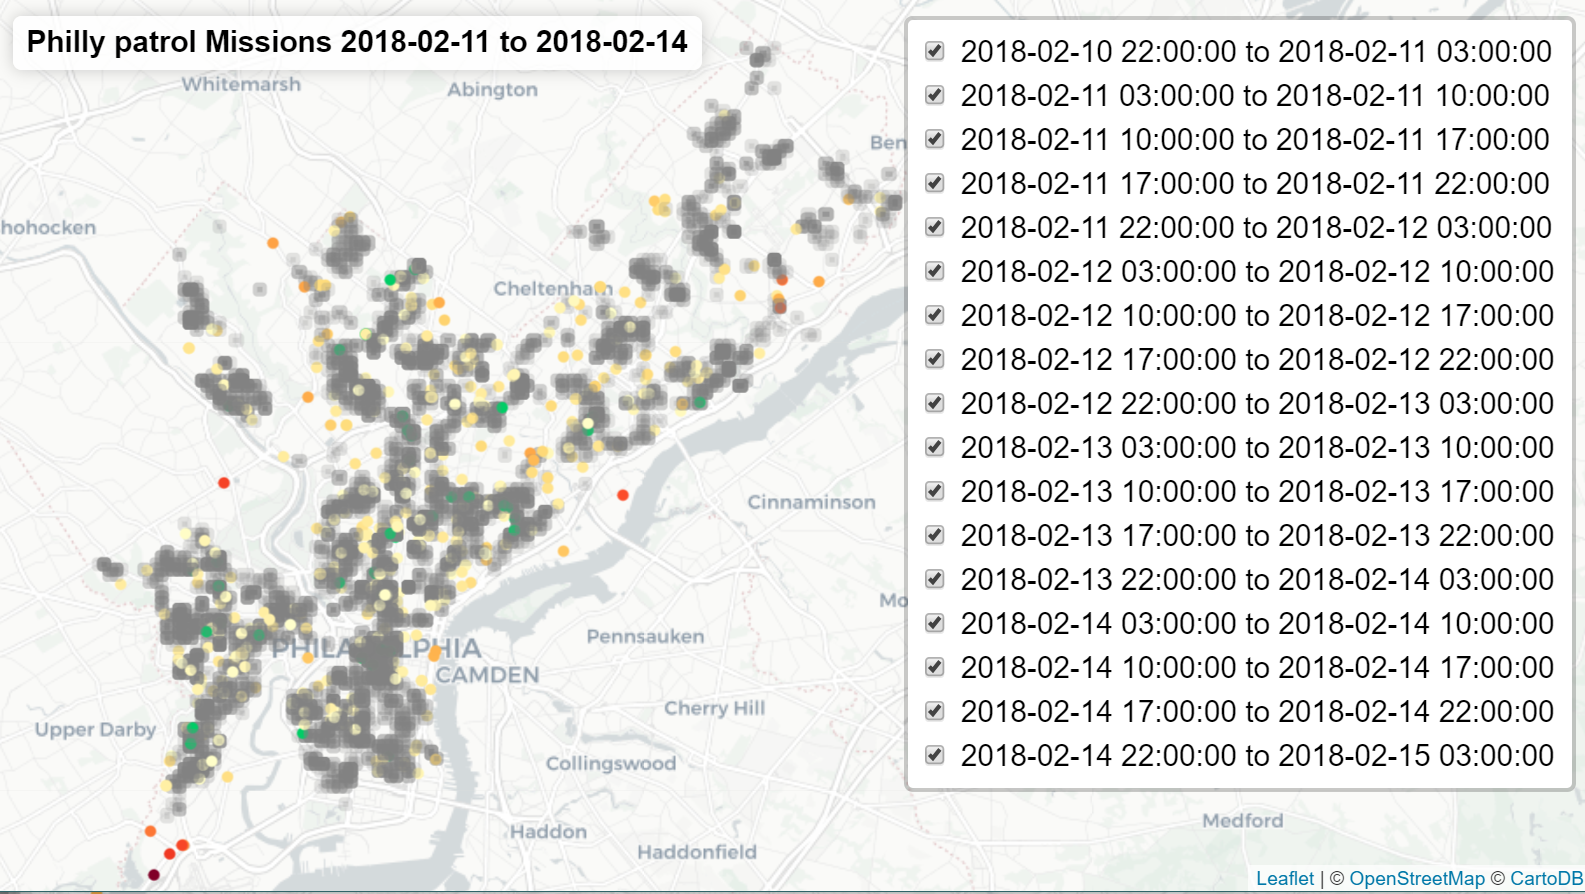 Philly patrol Missions 2018-02-11 to 2018-02-14
2018-02-10 22:00:00 to 2018-02-11 03:00:00
2018-02-11 03:00:00 to 2018-02-11 10:00:00
2018-02-11 10:00:00 to 2018-02-11 17:00:00
2018-02-11 17:00:00 to 2018-02-11 22:00:00
2018-02-11 22:00:00 to 2018-02-12 03:00:00
2018-02-12 03:00:00 to 2018-02-12 10:00:00
2018-02-12 10:00:00 to 2018-02-12 17:00:00
2018-02-12 17:00:00 to 2018-02-12 22:00:00
2018-02-12 22:00:00 to 2018-02-13 03:00:00
2018-02-13 03:00:00 to 2018-02-13 10:00:00
2018-02-13 10:00:00 to 2018-02-13 17:00:00
2018-02-13 17:00:00 to 2018-02-13 22:00:00
2018-02-13 22:00:00 to 2018-02-14 03:00:00
2018-02-14 03:00:00 to 2018-02-14 10:00:00
2018-02-14 10:00:00 to 2018-02-14 17:00:00
2018-02-14 17:00:00 to 2018-02-14 22:00:00
2018-02-14 22:00:00 to 2018-02-15 03:00:00
Whitemarsh
Abington
Ben
hohocken
Cheltenham
Cinnaminson
Mo
Pennsauken
PHILADELPHIA
CAMDEN
Cherry Hill
Upper Darby
Collingswood
Haddon
Haddonfield
Medford
Leaflet | © OpenStreetMap © CartoDB